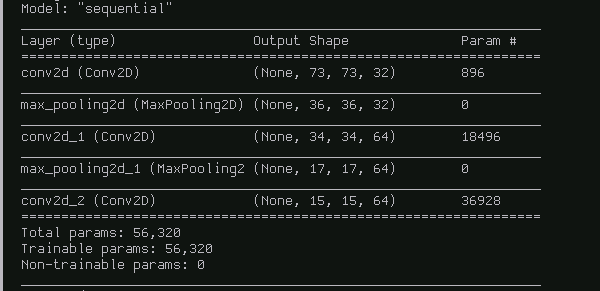 Model: "sequential"
Layer (type) Output Shape Param #
conv2d (Conv2D) (None, 73, 73, 32) 896
max_pooling2d (MaxPooling2D) (None, 36, 36, 32) 0
conv2d_1 (Conv2D) (None, 34, 34, 64) 18496
max_pooling2d_1 (MaxPooling2 (None, 17, 17, 64) 0
conv2d_2 (Conv2D) (None, 15, 15, 64) 36928
Total params: 56,320
Trainable params: 56,320
Non-trainable params: 0